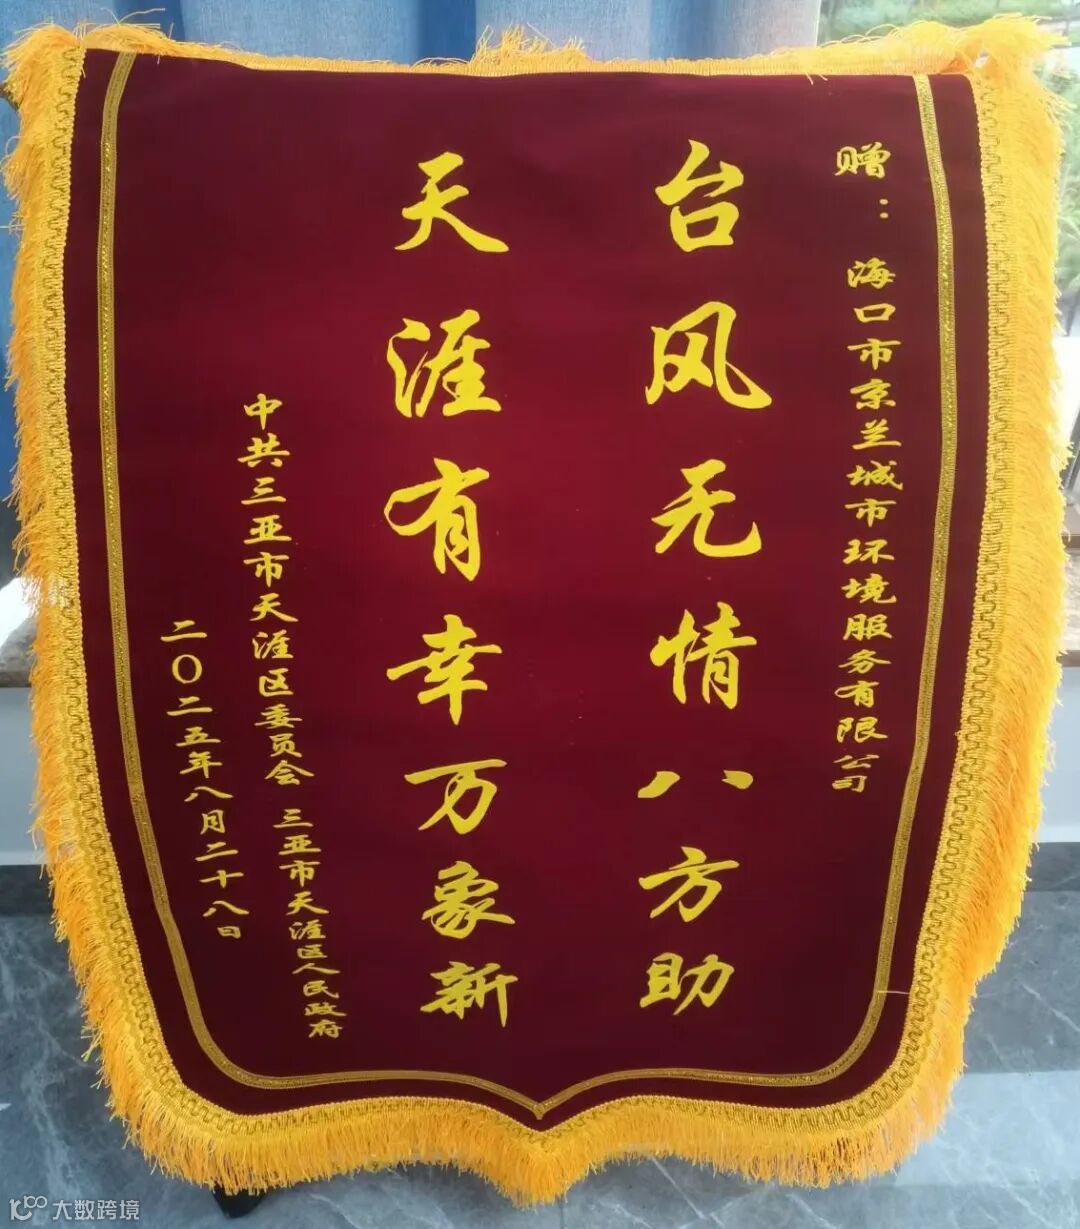 赠：海口市京兰城市环境服务有限公司
台风无情八方助
天涯有幸万象新
中共三亚市天涯区委员会 三亚市天涯区人民政府
二〇二五年八月二十八日
大数跨境